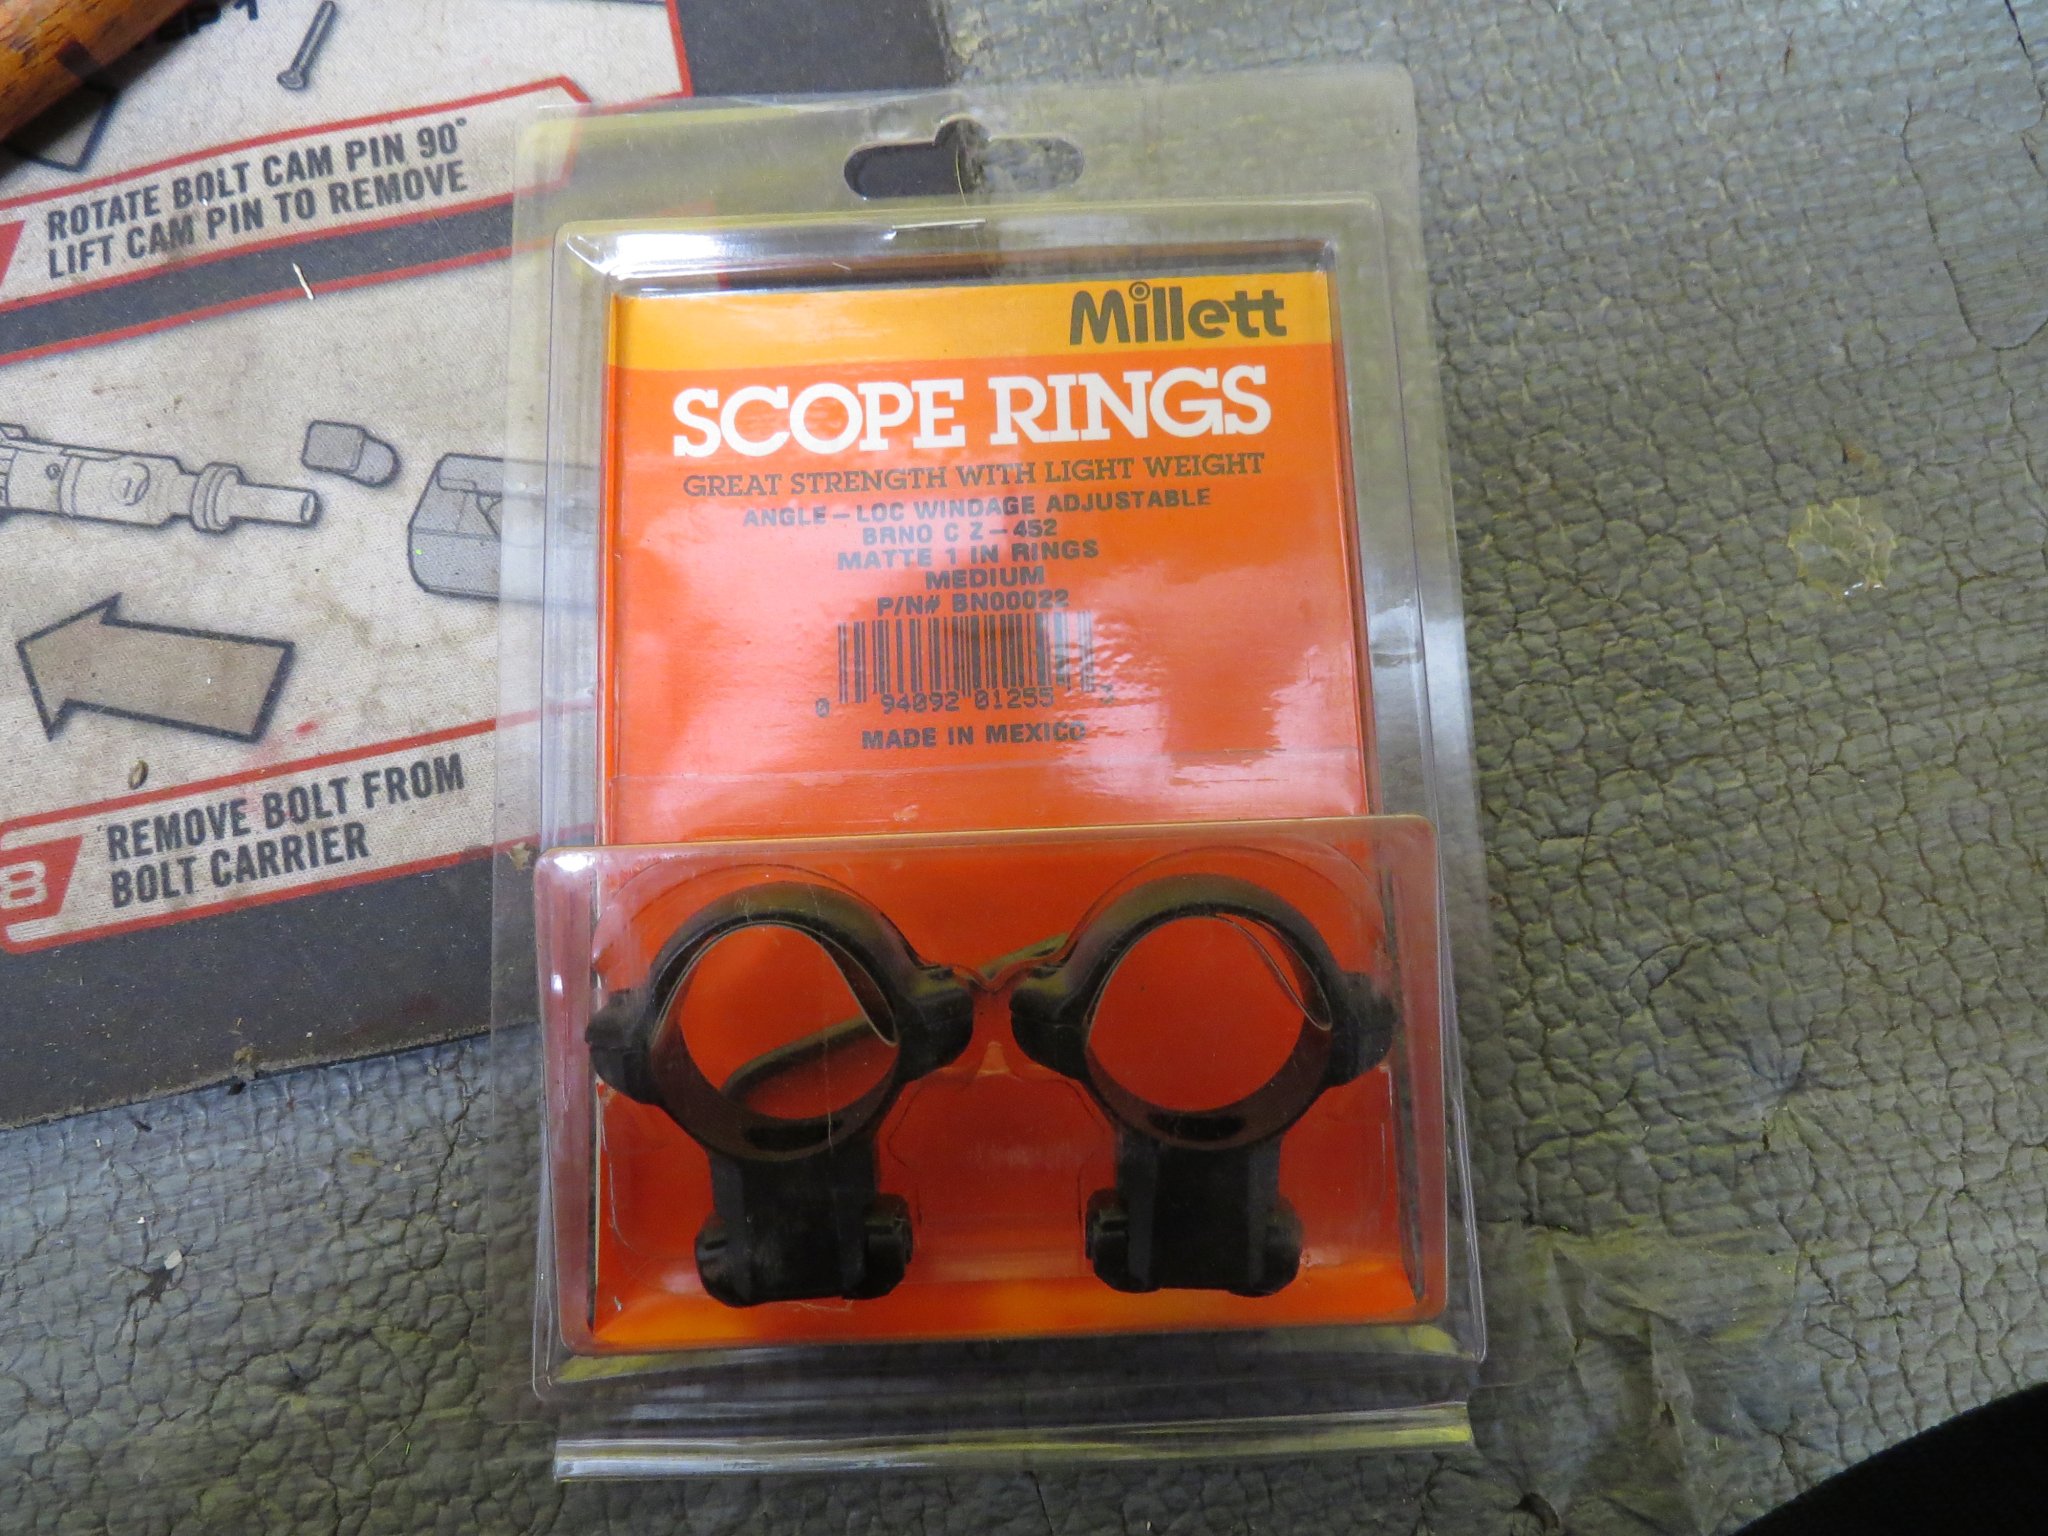 ROTATE BOLT CAM PIN 90°
LIFT CAM PIN TO REMOVE
8
REMOVE BOLT FROM
BOLT CARRIER
Millett
SCOPE RINGS
GREAT STRENGTH WITH LIGHT WEIGHT
ANGLE-LOC WINDAGE ADJUSTABLE
BRNO C Z-452
MATTE 1 IN RINGS
MEDIUM
P/N# BN00022
0 94092 01255
MADE IN MEXICO